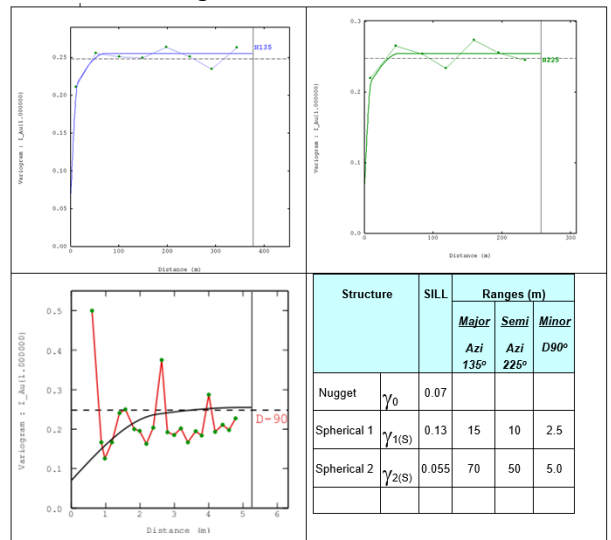 N135
0.25
0.20
0.15
0.10
0.05
0.00
0
100
200
300
400
Variogram : I_Au(1.000000)
Distance (m)
N225
0.3
0.2
0.1
0.0
0
100
200
300
Variogram : I_Au(1.000000)
Distance (m)
0.5
0.4
0.3
0.2
0.1
0.0
D-90
0 1 2 3 4 5 6
Variogram : I_Au(1.000000)
Distance (m)
Structure SILL Ranges (m)
Major Semi Minor
Azi Azi D90º
135º 225º
Nugget γ0 0.07
Spherical 1 γ1(S) 0.13 15 10 2.5
Spherical 2 γ2(S) 0.055 70 50 5.0